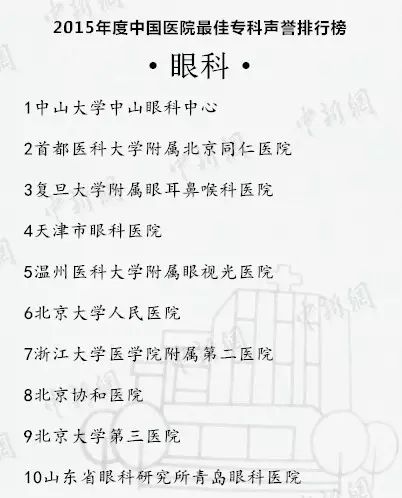 2015年度中国医院最佳专科声誉排行榜
·眼科·
1中山大学中山眼科中心
2首都医科大学附属北京同仁医院
3复旦大学附属眼耳鼻喉科医院
4天津市眼科医院
5温州医科大学附属眼视光医院
6北京大学人民医院
7浙江大学医学院附属第二医院
8北京协和医院
9北京大学第三医院
10山东省眼科研究所青岛眼科医院
中新网
中新网